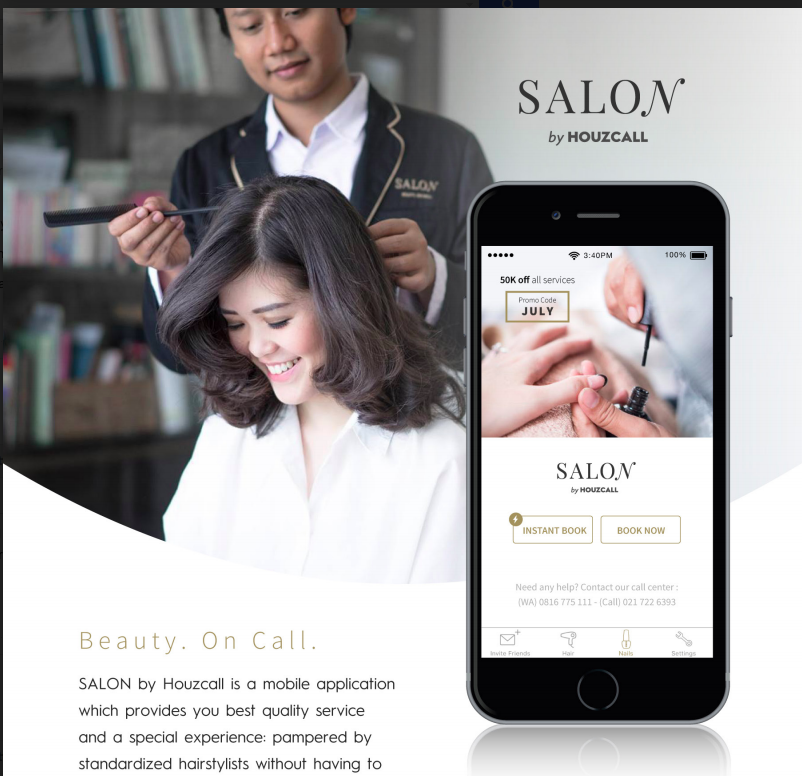 SALON
by HOUZCALL
SALON
3:40PM
100%
50K off all services
Promo Code
JULY
SALON
by HOUZCALL
INSTANT BOOK
BOOK NOW
Need any help? Contact our call center :
(WA) 0816 775 111 - (Call) 021 722 6393
Invite Friends
Hair
Nails
Settings
Beauty. On Call.
SALON by Houzcall is a mobile application
which provides you best quality service
and a special experience: pampered by
standardized hairstylists without having to